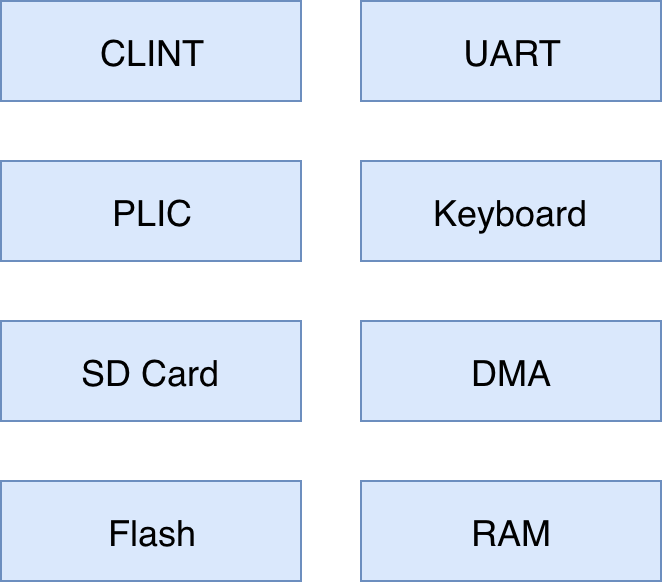 CLINT
UART
PLIC
Keyboard
SD Card
DMA
Flash
RAM